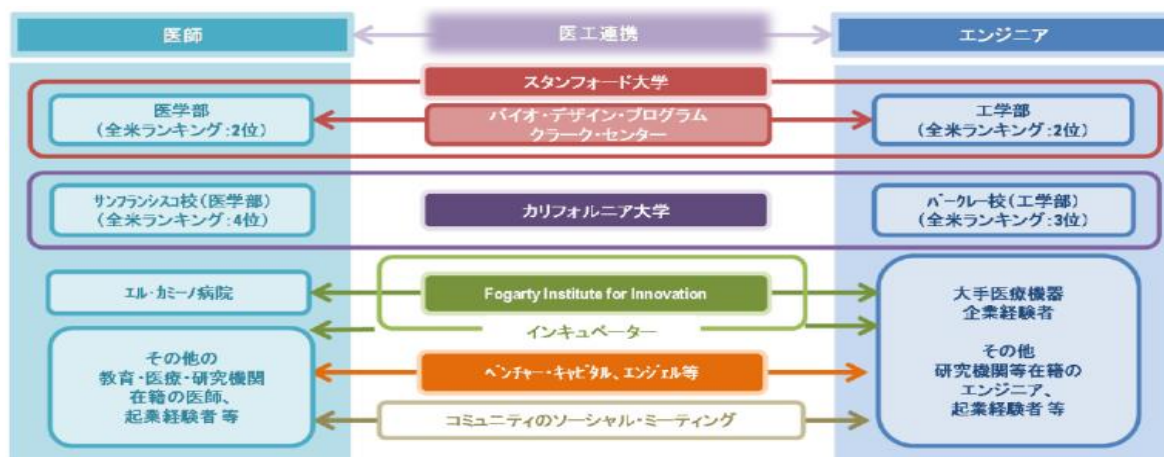 医師
医工連携
エンジニア
スタンフォード大学
医学部
(全米ランキング:2位)
バイオ・デザイン・プログラム
クラーク・センター
工学部
(全米ランキング:2位)
サンフランシスコ校(医学部)
(全米ランキング:4位)
カリフォルニア大学
バークレー校(工学部)
(全米ランキング:3位)
エル・カミーノ病院
Fogarty Institute for Innovation
インキュベーター
大手医療機器
企業経験者
その他
研究機関等在籍の
エンジニア、
起業経験者 等
その他の
教育・医療・研究機関
在籍の医師、
起業経験者 等
ベンチャー・キャピタル、エンジェル等
コミュニティのソーシャル・ミーティング